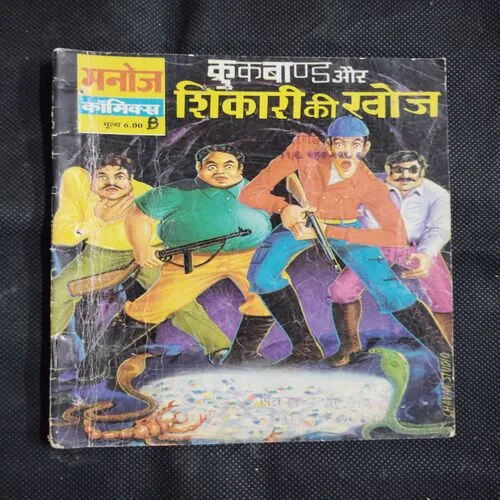 मनोज
कॉमिक्स
मूल्य 6.00 B
क्रुकबाण्ड और
शिकारी की खोज